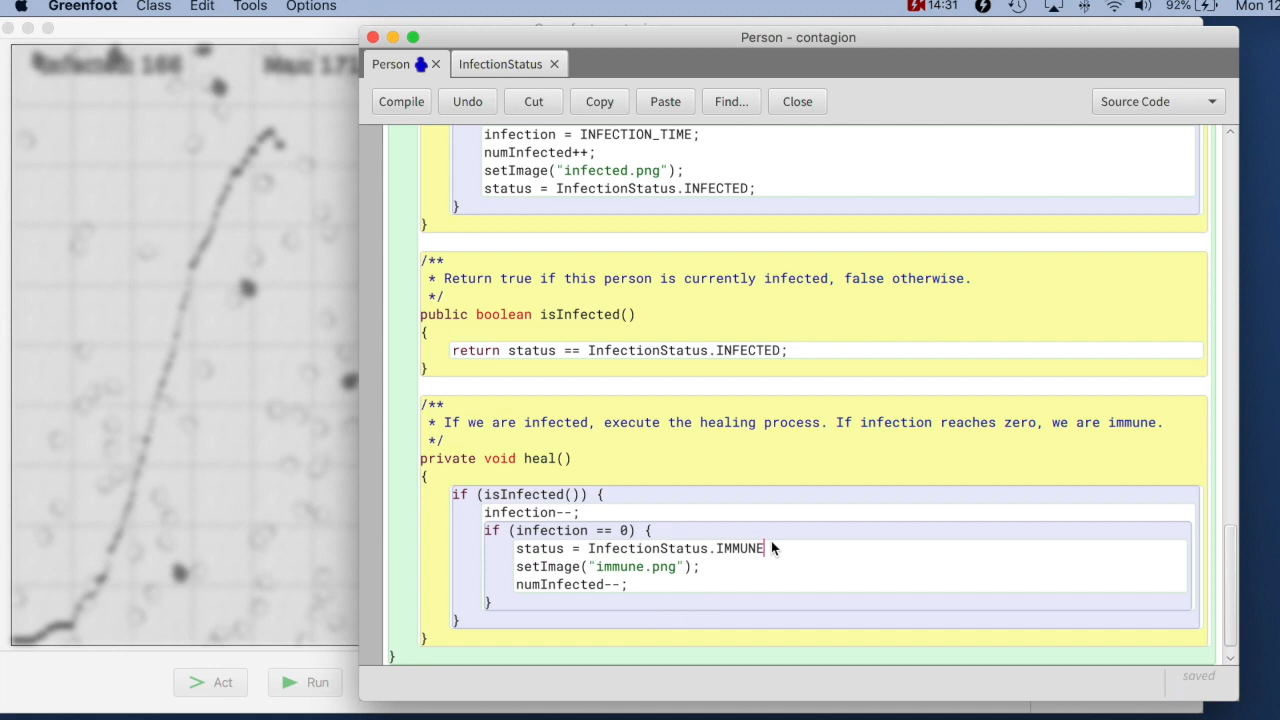 Greenfoot Class Edit Tools Options 14:31 92% Mon 12
Person - contagion
Person InfectionStatus
Compile Undo Cut Copy Paste Find... Close Source Code
infection = INFECTION_TIME;
numInfected++;
setImage("infected.png");
status = InfectionStatus.INFECTED;
}
}
/**
* Return true if this person is currently infected, false otherwise.
*/
public boolean isInfected()
{
return status == InfectionStatus.INFECTED;
}
/**
* If we are infected, execute the healing process. If infection reaches zero, we are immune.
*/
private void heal()
{
if (isInfected()) {
infection--;
if (infection == 0) {
status = InfectionStatus.IMMUNE
setImage("immune.png");
numInfected--;
}
}
}
}
saved
Infected: 166 Max: 171
Act Run